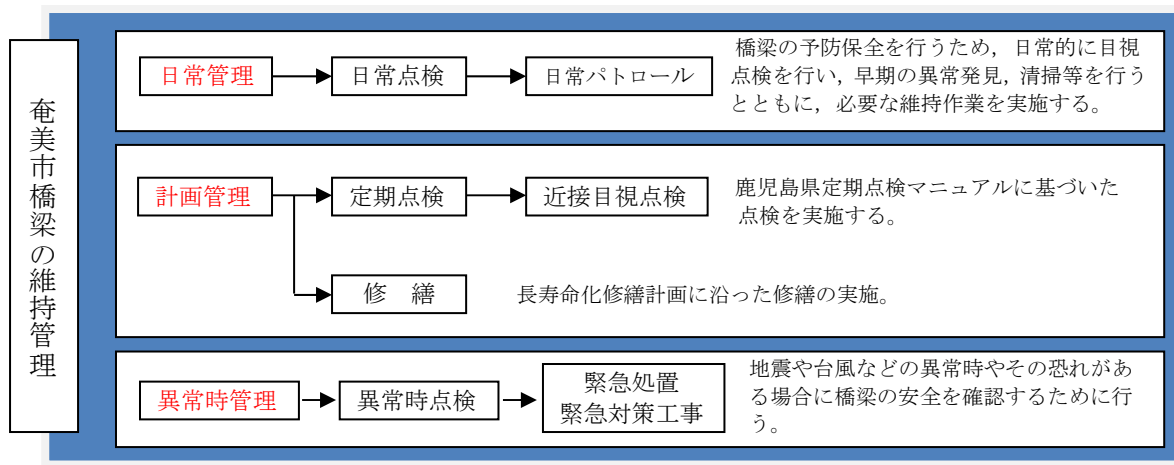 奄美市橋梁の維持管理
日常管理
日常点検
日常パトロール
橋梁の予防保全を行うため，日常的に目視
点検を行い，早期の異常発見，清掃等を行う
とともに，必要な維持作業を実施する。
計画管理
定期点検
近接目視点検
鹿児島県定期点検マニュアルに基づいた
点検を実施する。
修　繕
長寿命化修繕計画に沿った修繕の実施。
異常時管理
異常時点検
緊急処置
緊急対策工事
地震や台風などの異常時やその恐れがあ
る場合に橋梁の安全を確認するために行
う。